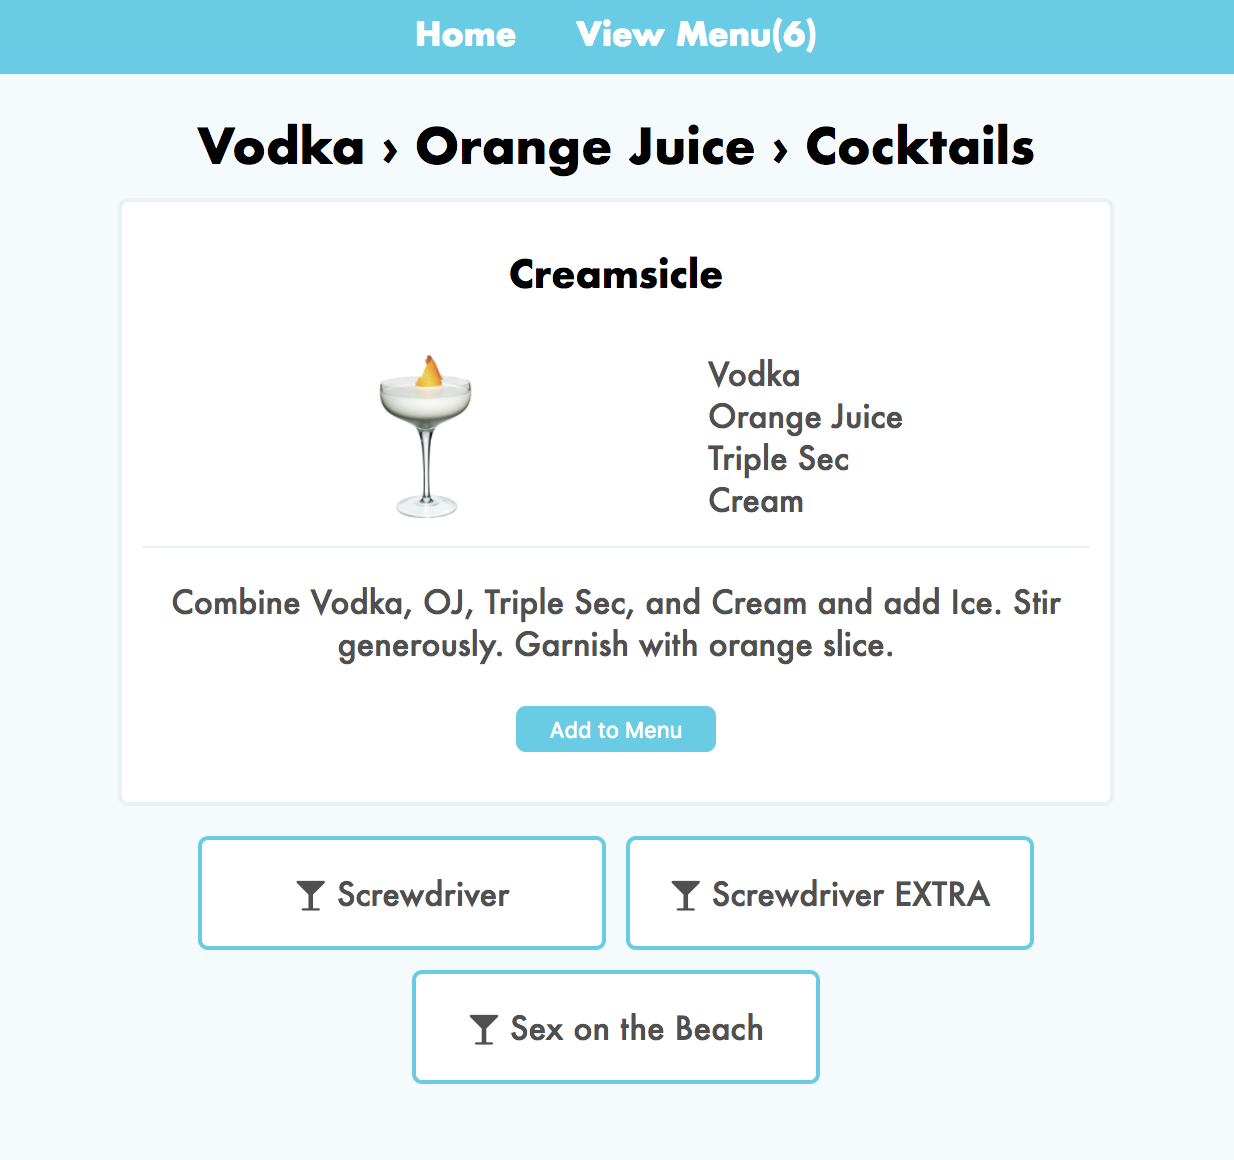 Home View Menu(6)
Vodka › Orange Juice › Cocktails
Creamsicle
Vodka
Orange Juice
Triple Sec
Cream
Combine Vodka, OJ, Triple Sec, and Cream and add Ice. Stir
generously. Garnish with orange slice.
Add to Menu
Screwdriver
Screwdriver EXTRA
Sex on the Beach